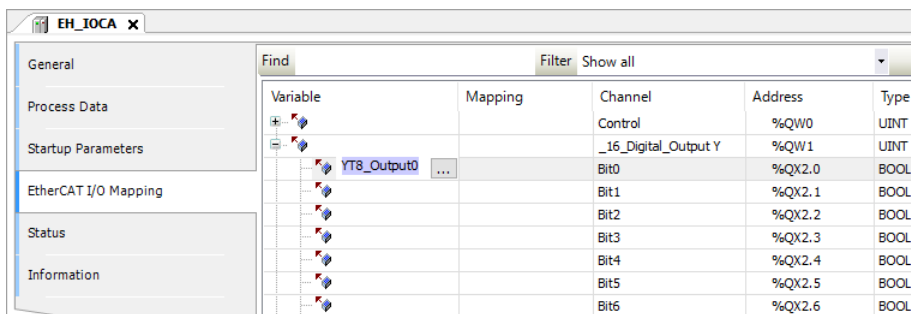 EH_IOCA X
General
Process Data
Startup Parameters
EtherCAT I/O Mapping
Status
Information
Find Filter Show all
Variable Mapping Channel Address Type
Control %QW0 UINT
_16_Digital_Output Y %QW1 UINT
YT8_Output0 ... Bit0 %QX2.0 BOOL
Bit1 %QX2.1 BOOL
Bit2 %QX2.2 BOOL
Bit3 %QX2.3 BOOL
Bit4 %QX2.4 BOOL
Bit5 %QX2.5 BOOL
Bit6 %QX2.6 BOOL